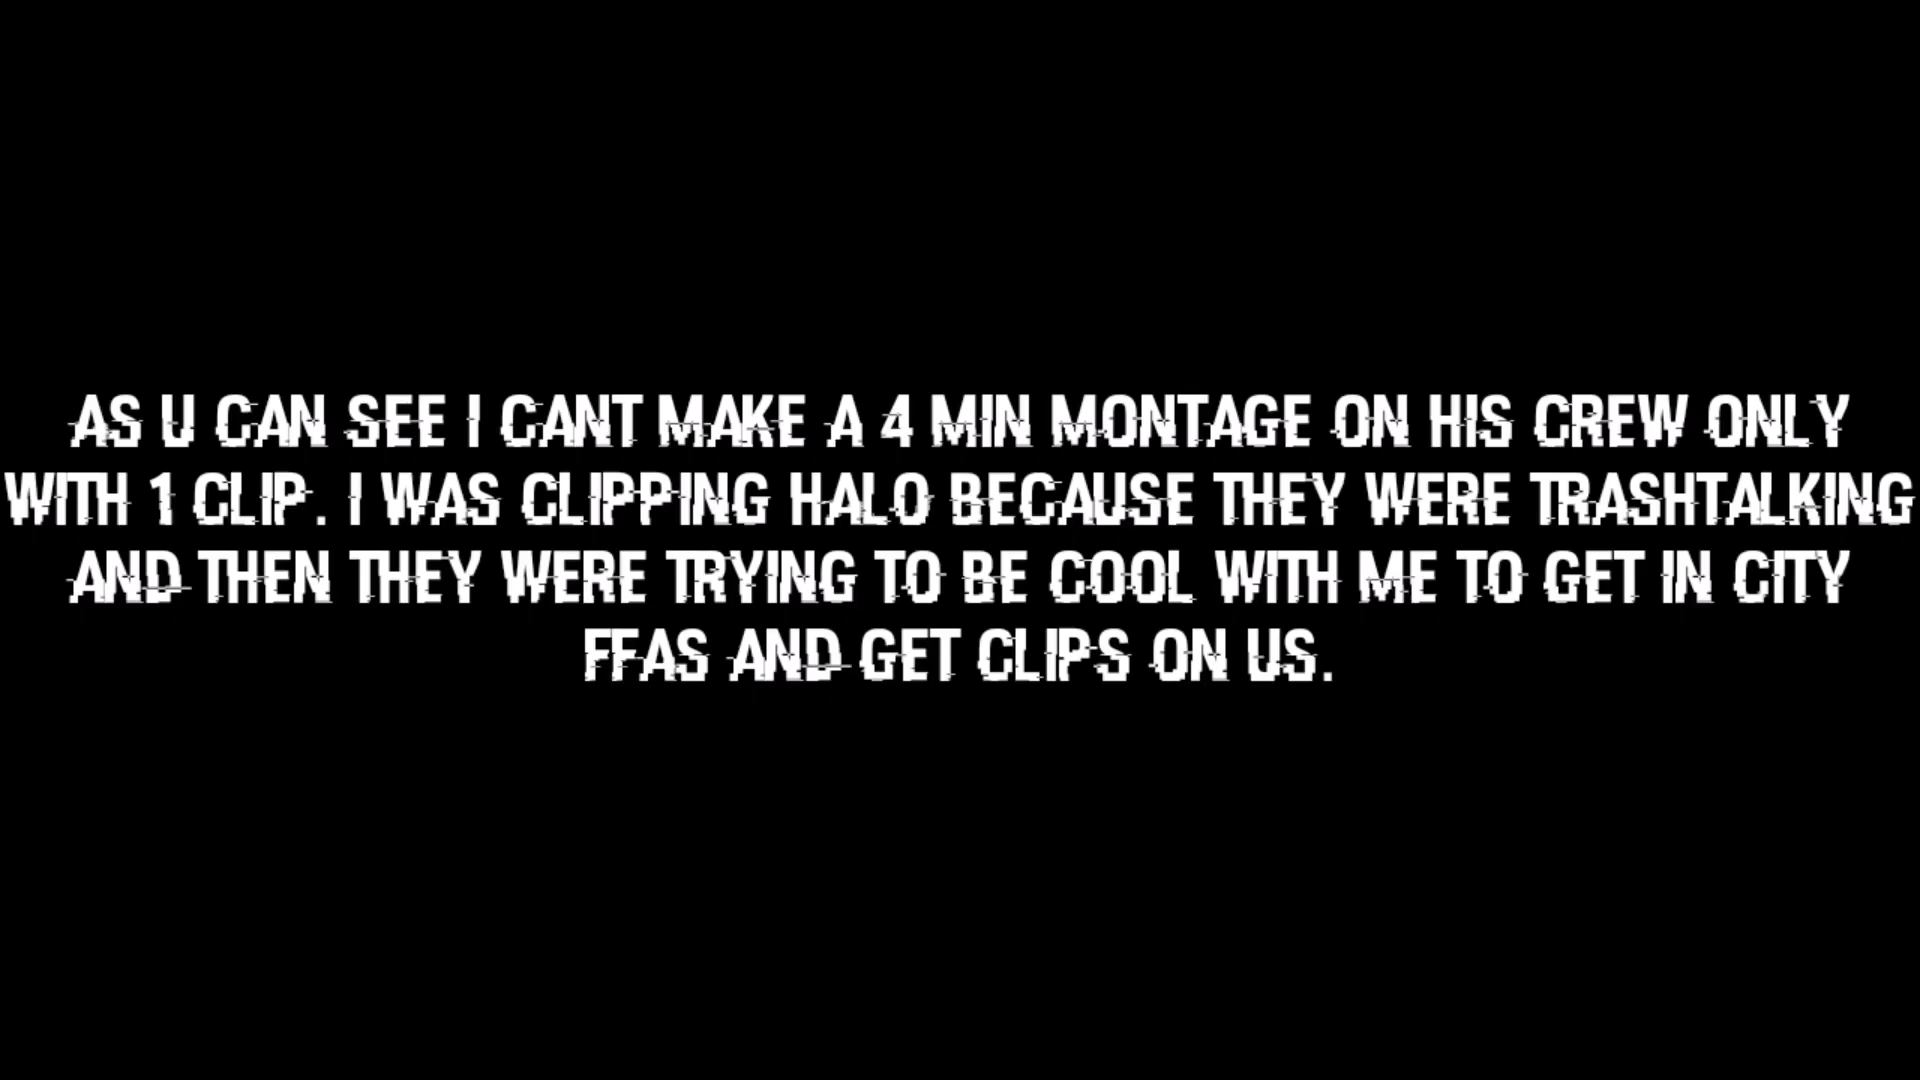 AS U CAN SEE I CANT MAKE A 4 MIN MONTAGE ON HIS CREW ONLY
WITH 1 CLIP. I WAS CLIPPING HALO BECAUSE THEY WERE TRASHTALKING
AND THEN THEY WERE TRYING TO BE COOL WITH ME TO GET IN CITY
FFAS AND GET CLIPS ON US.